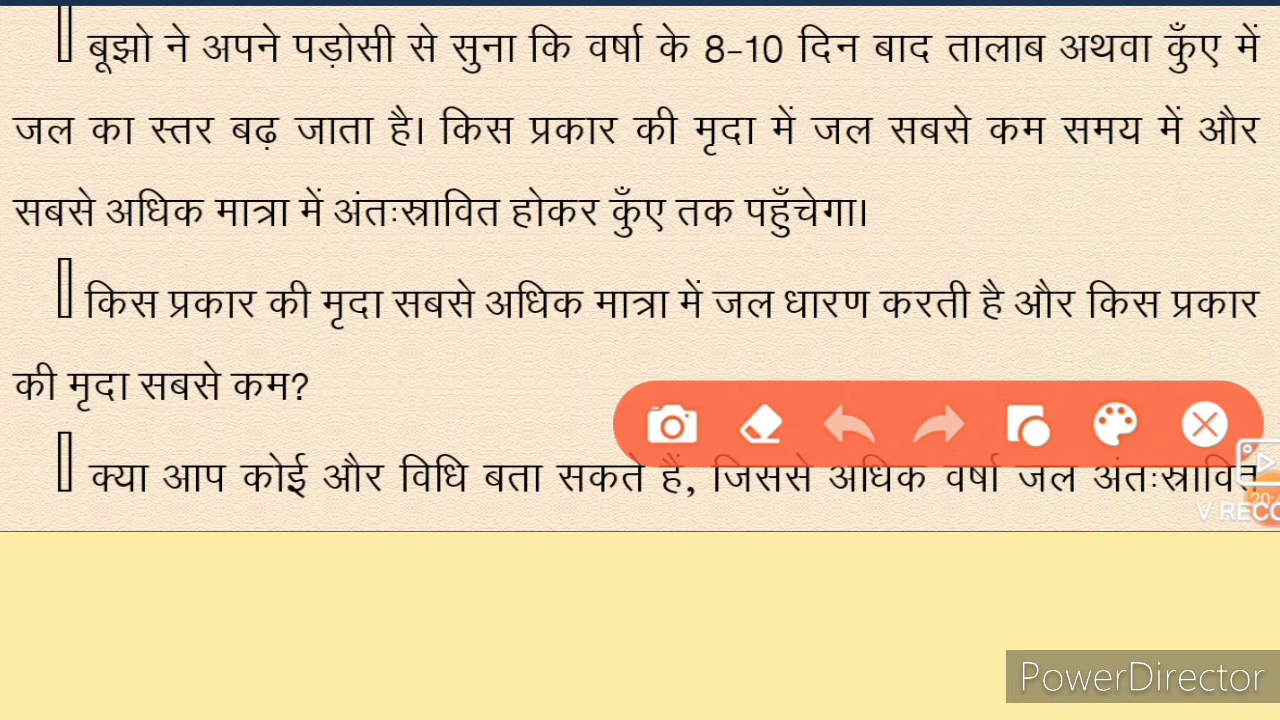 बूझो ने अपने पड़ोसी से सुना कि वर्षा के 8-10 दिन बाद तालाब अथवा कुँए में
जल का स्तर बढ़ जाता है। किस प्रकार की मृदा में जल सबसे कम समय में और
सबसे अधिक मात्रा में अंतःस्रावित होकर कुँए तक पहुँचेगा।
किस प्रकार की मृदा सबसे अधिक मात्रा में जल धारण करती है और किस प्रकार
की मृदा सबसे कम?
क्या आप कोई और विधि बता सकते हैं, जिससे अधिक वर्षा जल अंतःस्रावित
V RECO
PowerDirector